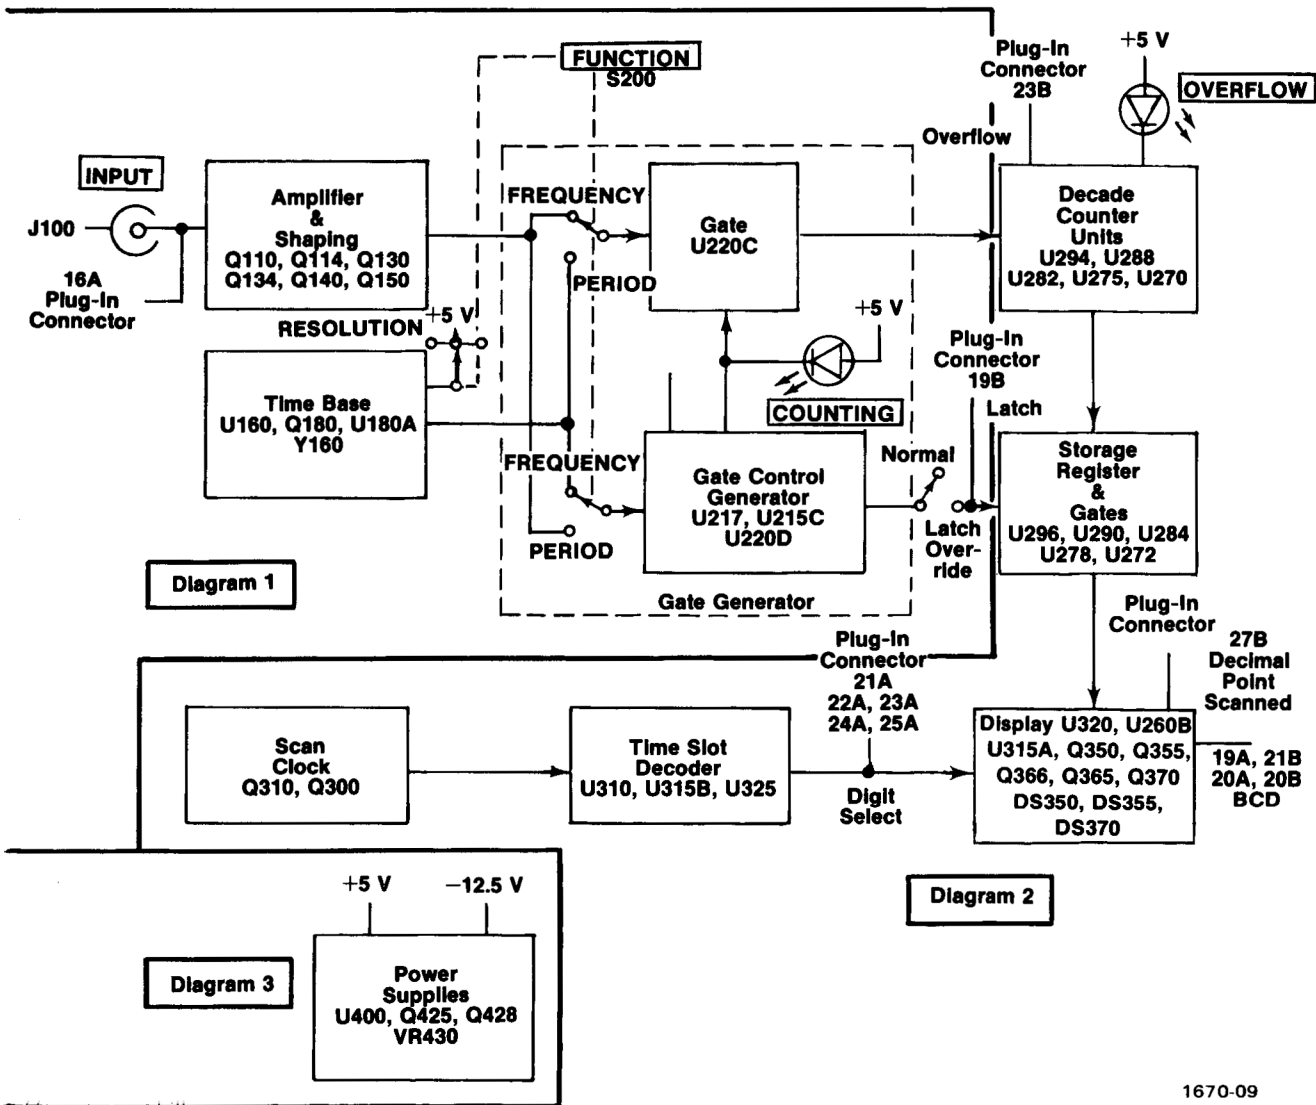 FUNCTION
S200
Plug-In
Connector
23B
+5 V
OVERFLOW
Overflow
INPUT
J100
16A
Plug-In
Connector
Amplifier
&
Shaping
Q110, Q114, Q130
Q134, Q140, Q150
FREQUENCY
PERIOD
Gate
U220C
Decade
Counter
Units
U294, U288
U282, U275, U270
RESOLUTION
+5 V
+5 V
COUNTING
Plug-In
Connector
19B
Latch
Time Base
U160, Q180, U180A
Y160
FREQUENCY
PERIOD
Gate Control
Generator
U217, U215C
U220D
Normal
Latch
Over-
ride
Storage
Register
&
Gates
U296, U290, U284
U278, U272
Diagram 1
Gate Generator
Plug-In
Connector
21A
22A, 23A
24A, 25A
Plug-In
Connector
27B
Decimal
Point
Scanned
Scan
Clock
Q310, Q300
Time Slot
Decoder
U310, U315B, U325
Digit
Select
Display U320, U260B
U315A, Q350, Q355,
Q366, Q365, Q370
DS350, DS355,
DS370
19A, 21B
20A, 20B
BCD
Diagram 2
+5 V
−12.5 V
Diagram 3
Power
Supplies
U400, Q425, Q428
VR430
1670-09